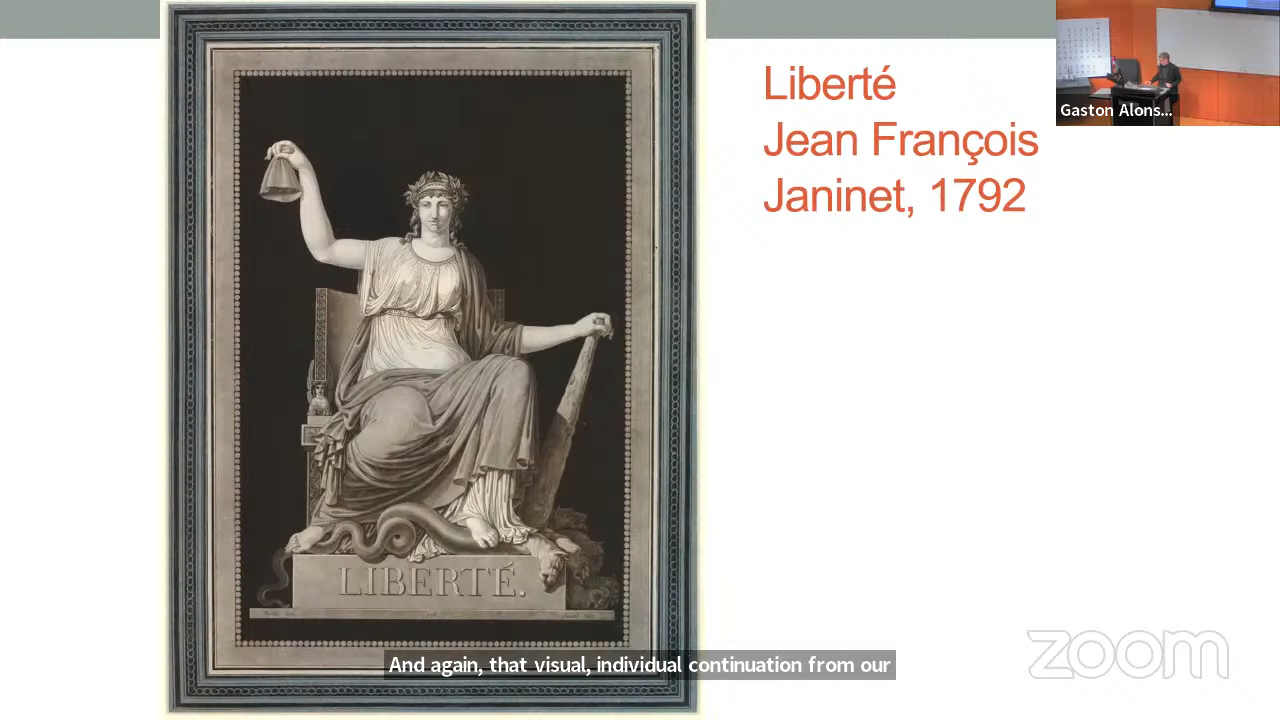 Liberté
Jean François
Janinet, 1792
Gaston Alons...
LIBERTÉ.
And again, that visual, individual continuation from our
zoom